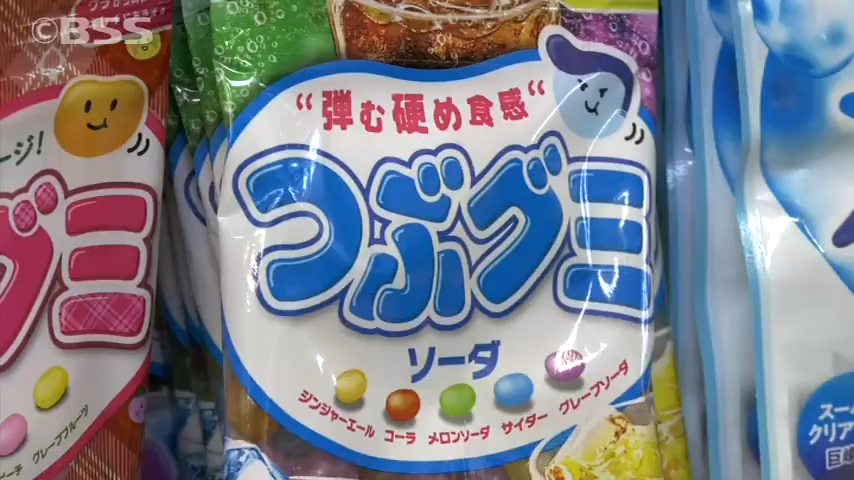 ©BSS
“弾む硬め食感“
つぶグミ
ソーダ
ジンジャーエール コーラ メロンソーダ サイダー グレープソーダ
ージ!
グミ
ーチ グレープフルーツ
スーム
クリア
巨峰